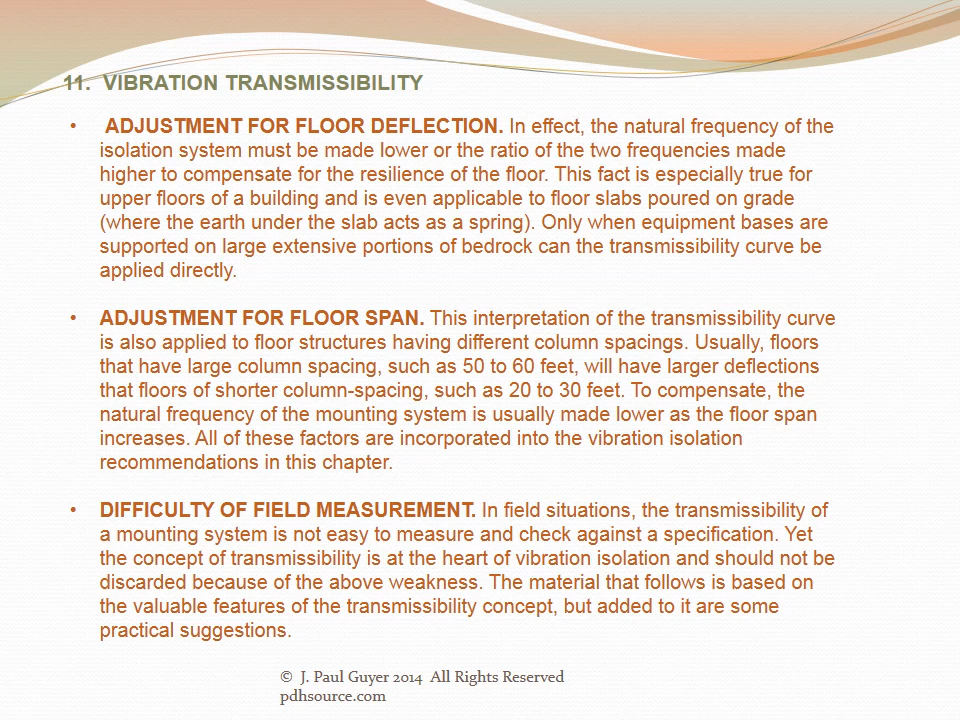 11. VIBRATION TRANSMISSIBILITY
• ADJUSTMENT FOR FLOOR DEFLECTION. In effect, the natural frequency of the
isolation system must be made lower or the ratio of the two frequencies made
higher to compensate for the resilience of the floor. This fact is especially true for
upper floors of a building and is even applicable to floor slabs poured on grade
(where the earth under the slab acts as a spring). Only when equipment bases are
supported on large extensive portions of bedrock can the transmissibility curve be
applied directly.
• ADJUSTMENT FOR FLOOR SPAN. This interpretation of the transmissibility curve
is also applied to floor structures having different column spacings. Usually, floors
that have large column spacing, such as 50 to 60 feet, will have larger deflections
that floors of shorter column-spacing, such as 20 to 30 feet. To compensate, the
natural frequency of the mounting system is usually made lower as the floor span
increases. All of these factors are incorporated into the vibration isolation
recommendations in this chapter.
• DIFFICULTY OF FIELD MEASUREMENT. In field situations, the transmissibility of
a mounting system is not easy to measure and check against a specification. Yet
the concept of transmissibility is at the heart of vibration isolation and should not be
discarded because of the above weakness. The material that follows is based on
the valuable features of the transmissibility concept, but added to it are some
practical suggestions.
© J. Paul Guyer 2014 All Rights Reserved
pdhsource.com